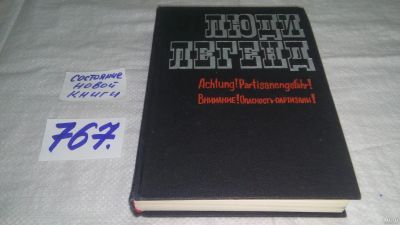 ЛЮДИ
ЛЕГЕНД
Achtung! Partisanengefahr!
Внимание! Опасность-партизаны!
СОСТОЯНИЕ
НОВОЙ
КНИГИ
767.